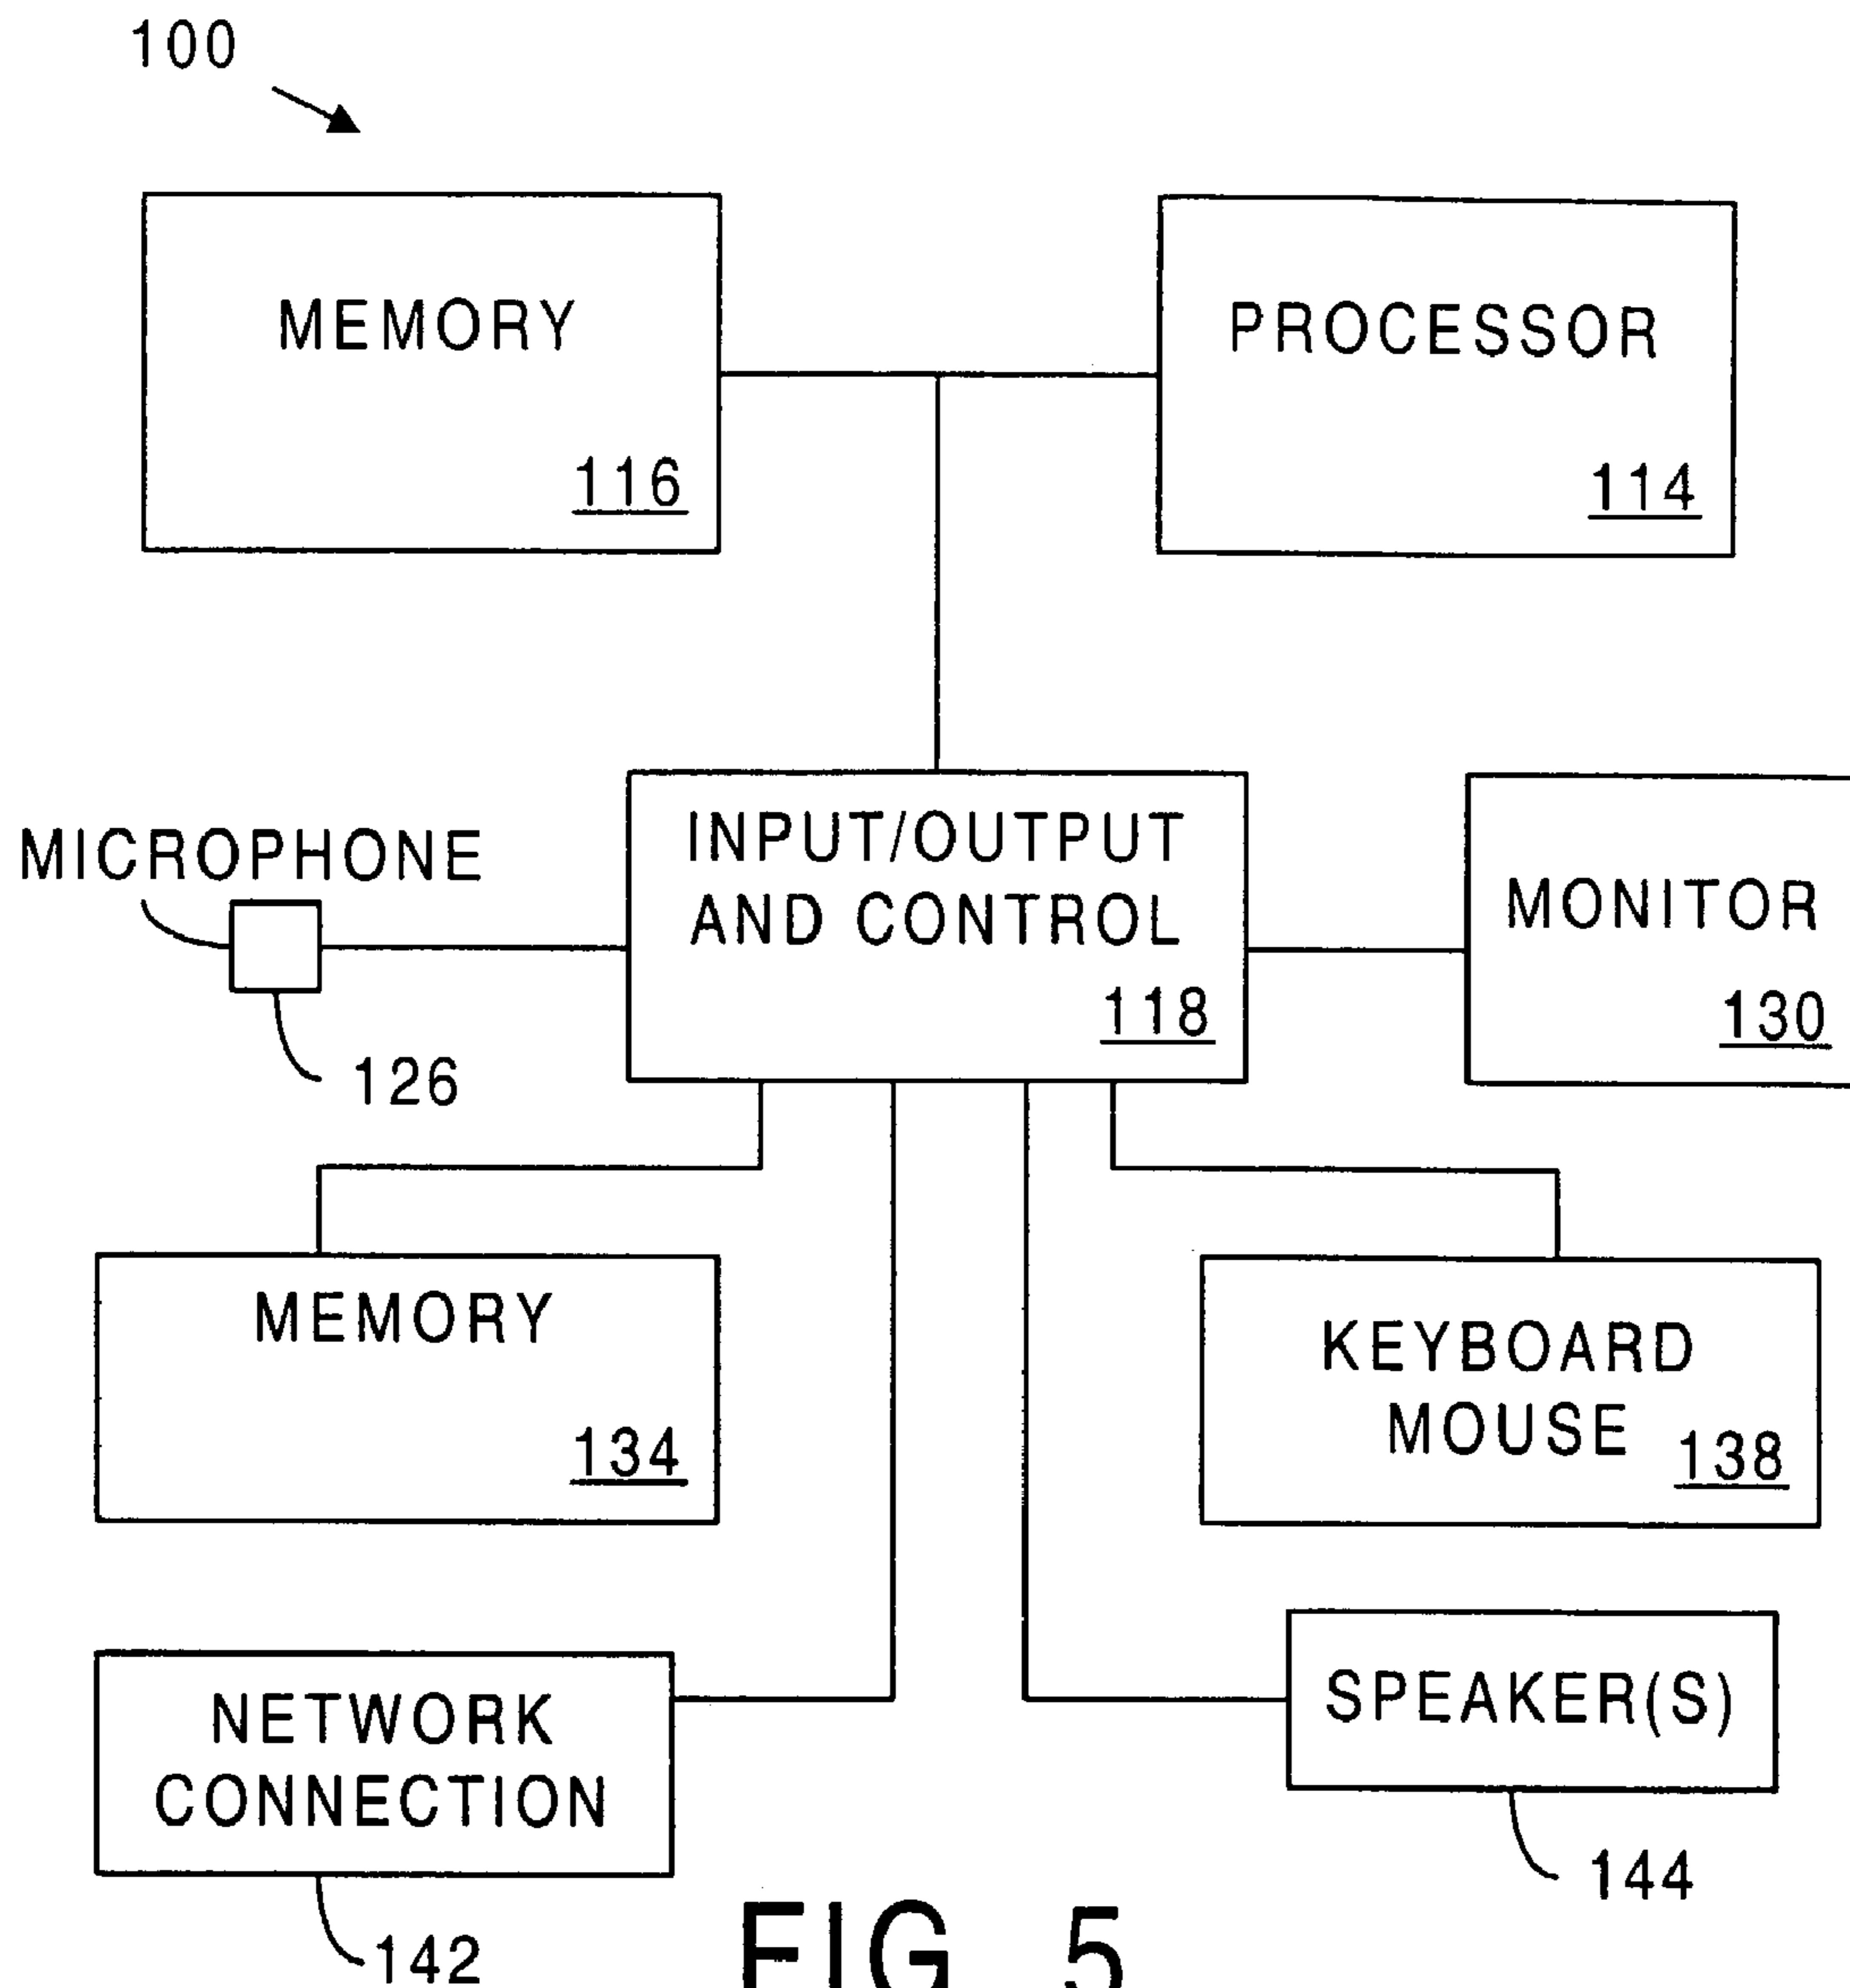 100
MEMORY
116
PROCESSOR
114
MICROPHONE
126
INPUT/OUTPUT
AND CONTROL
118
MONITOR
130
MEMORY
134
KEYBOARD
MOUSE
138
NETWORK
CONNECTION
142
SPEAKER(S)
144
FIG 5